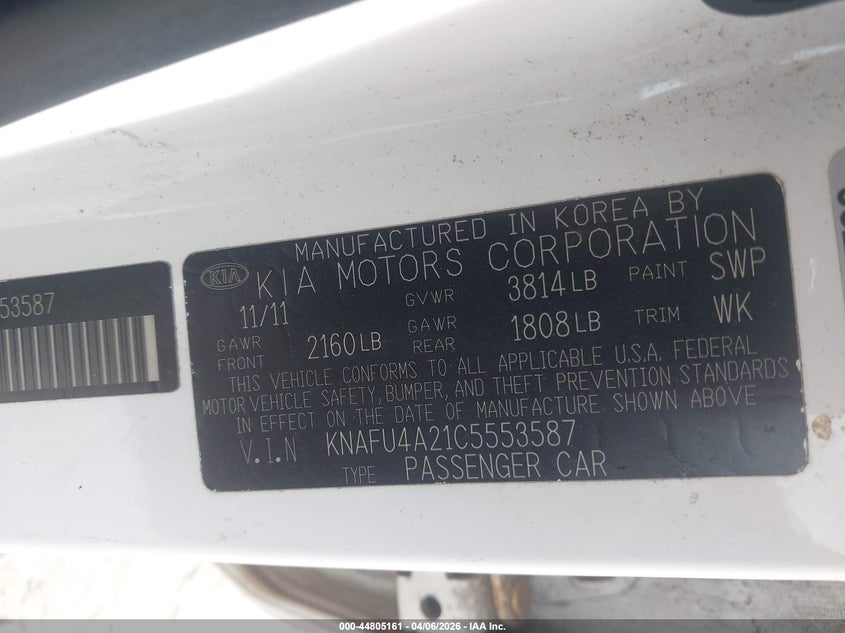 MANUFACTURED IN KOREA BY
KIA KIA MOTORS CORPORATION
11/11 GVWR 3814LB PAINT SWP
GAWR FRONT 2160LB GAWR REAR 1808LB TRIM WK
THIS VEHICLE CONFORMS TO ALL APPLICABLE U.S.A. FEDERAL
MOTOR VEHICLE SAFETY, BUMPER, AND THEFT PREVENTION STANDARDS
IN EFFECT ON THE DATE OF MANUFACTURE SHOWN ABOVE
V.I.N KNAFU4A21C5553587
TYPE PASSENGER CAR
53587
000-44805161 - 04/06/2026 - IAA Inc.